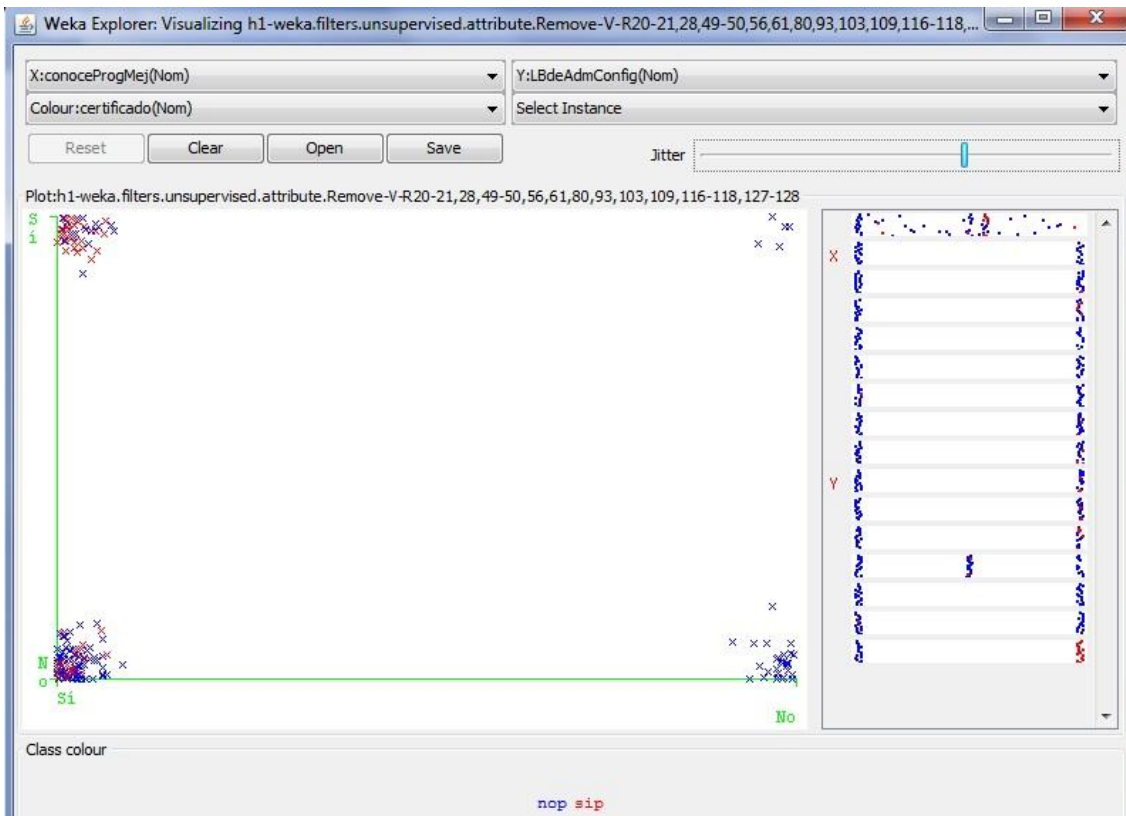 Weka Explorer: Visualizing h1-weka.filters.unsupervised.attribute.Remove-V-R20-21,28,49-50,56,61,80,93,103,109,116-118,...
X:conoceProgMej(Nom)
Y:LBdeAdmConfig(Nom)
Colour:certificado(Nom)
Select Instance
Reset
Clear
Open
Save
Jitter
Plot:h1-weka.filters.unsupervised.attribute.Remove-V-R20-21,28,49-50,56,61,80,93,103,109,116-118,127-128
S
í
X
Y
N
o
Sí
No
Class colour
nop sip